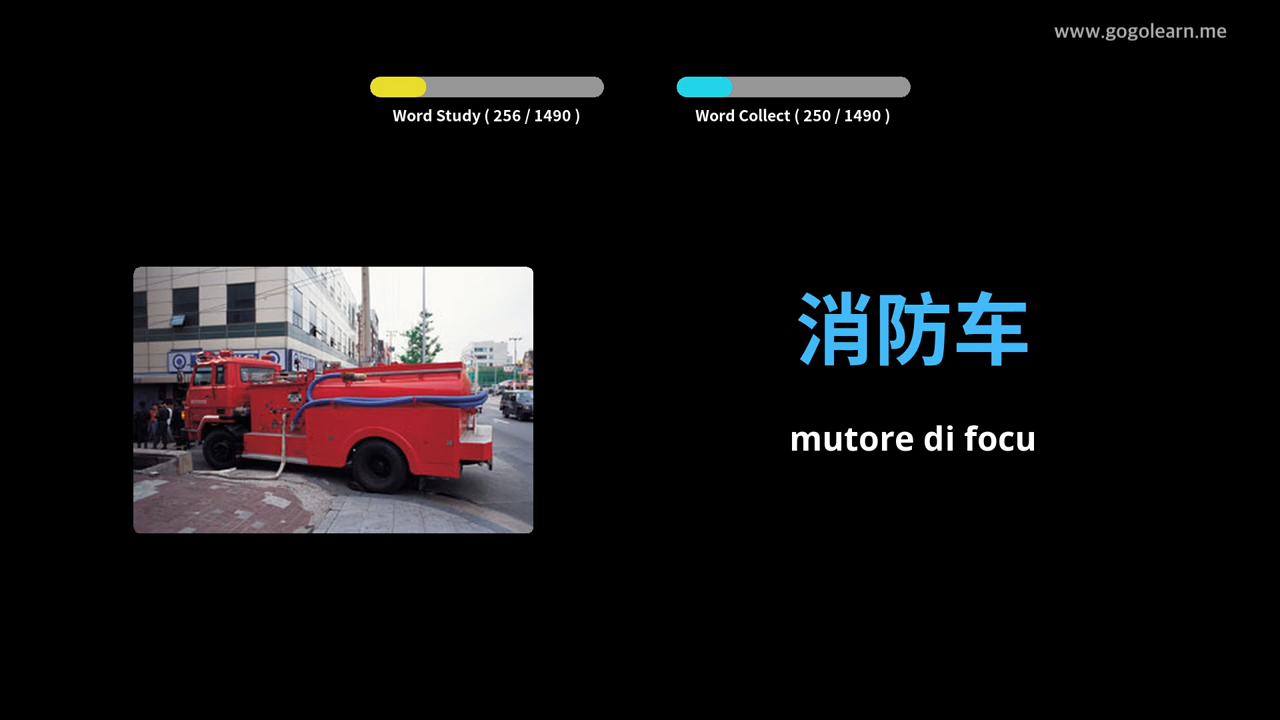 www.gogolearn.me
Word Study ( 256 / 1490 )
Word Collect ( 250 / 1490 )
消防车
mutore di focu